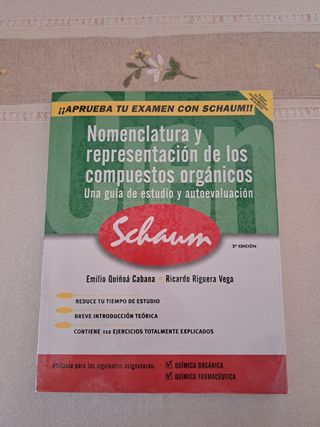 ¡¡APRUEBA TU EXAMEN CON SCHAUM!!
Nomenclatura y
representación de los
compuestos orgánicos
Una guía de estudio y autoevaluación
Schaum
2ª EDICIÓN
Emilio Quiñoá Cabana • Ricardo Riguera Vega
REDUCE TU TIEMPO DE ESTUDIO
BREVE INTRODUCCIÓN TEÓRICA
CONTIENE 112 EJERCICIOS TOTALMENTE EXPLICADOS
Utilízalo para las siguientes asignaturas:
QUÍMICA ORGÁNICA
QUÍMICA FARMACÉUTICA